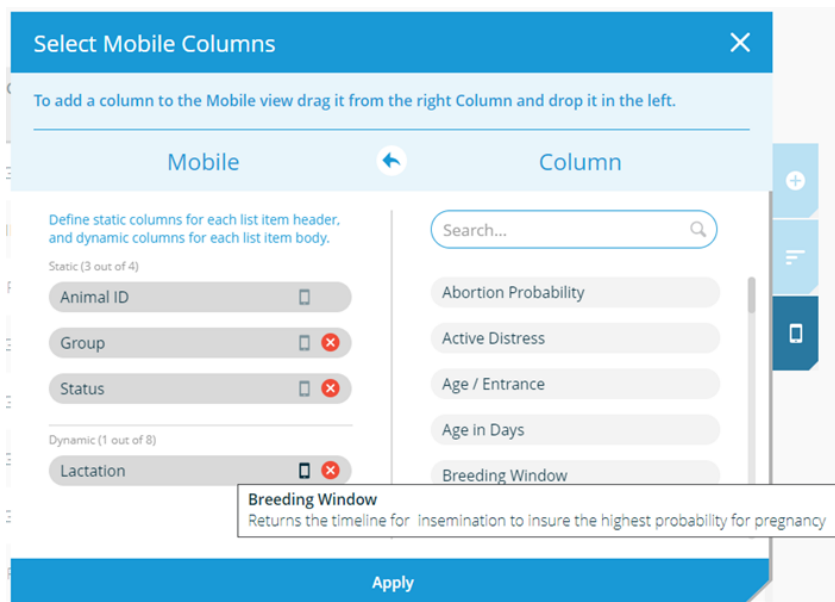 Select Mobile Columns
To add a column to the Mobile view drag it from the right Column and drop it in the left.
Mobile
Column
Define static columns for each list item header,
and dynamic columns for each list item body.
Static (3 out of 4)
Animal ID
Group
Status
Dynamic (1 out of 8)
Lactation
Search...
Abortion Probability
Active Distress
Age / Entrance
Age in Days
Breeding Window
Breeding Window
Returns the timeline for insemination to insure the highest probability for pregnancy
Apply